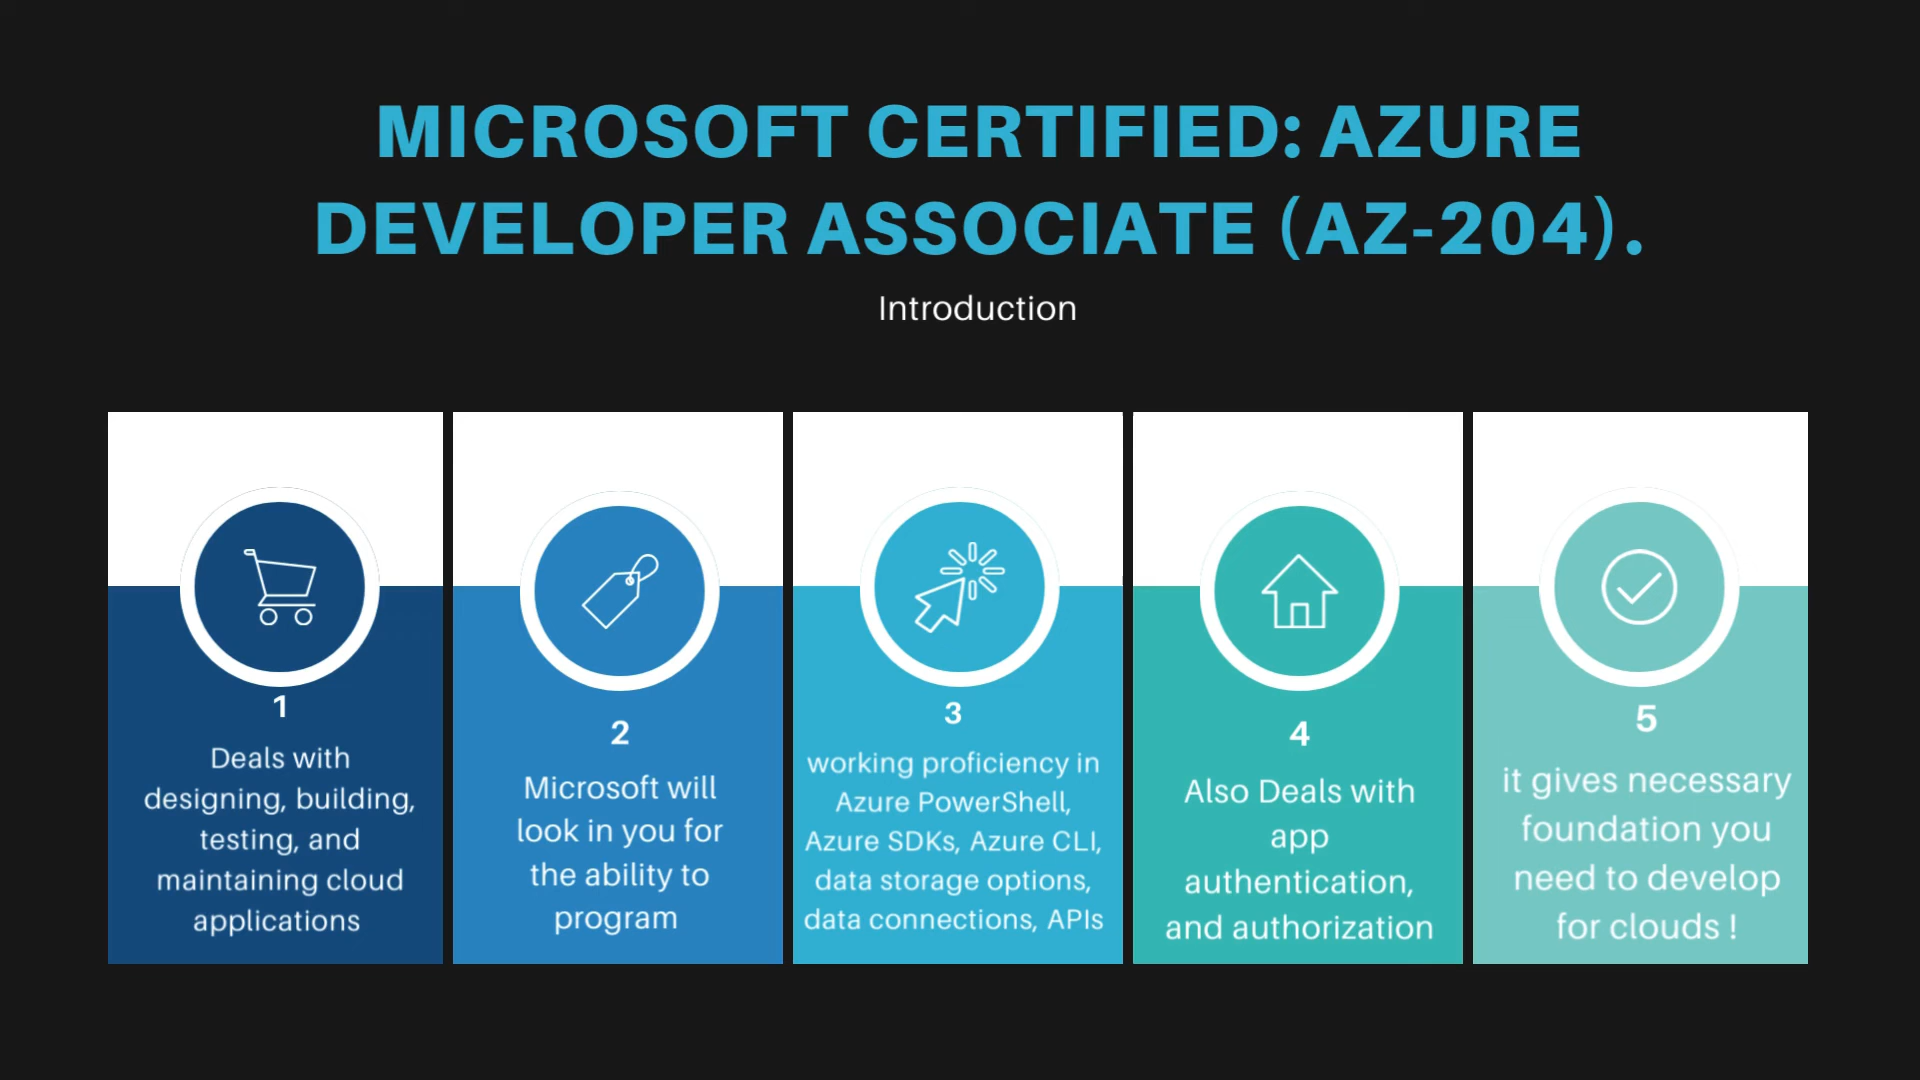 MICROSOFT CERTIFIED: AZURE
DEVELOPER ASSOCIATE (AZ-204).
Introduction
1
Deals with
designing, building,
testing, and
maintaining cloud
applications
2
Microsoft will
look in you for
the ability to
program
3
working proficiency in
Azure PowerShell,
Azure SDKs, Azure CLI,
data storage options,
data connections, APIs
4
Also Deals with
app
authentication,
and authorization
5
it gives necessary
foundation you
need to develop
for clouds !